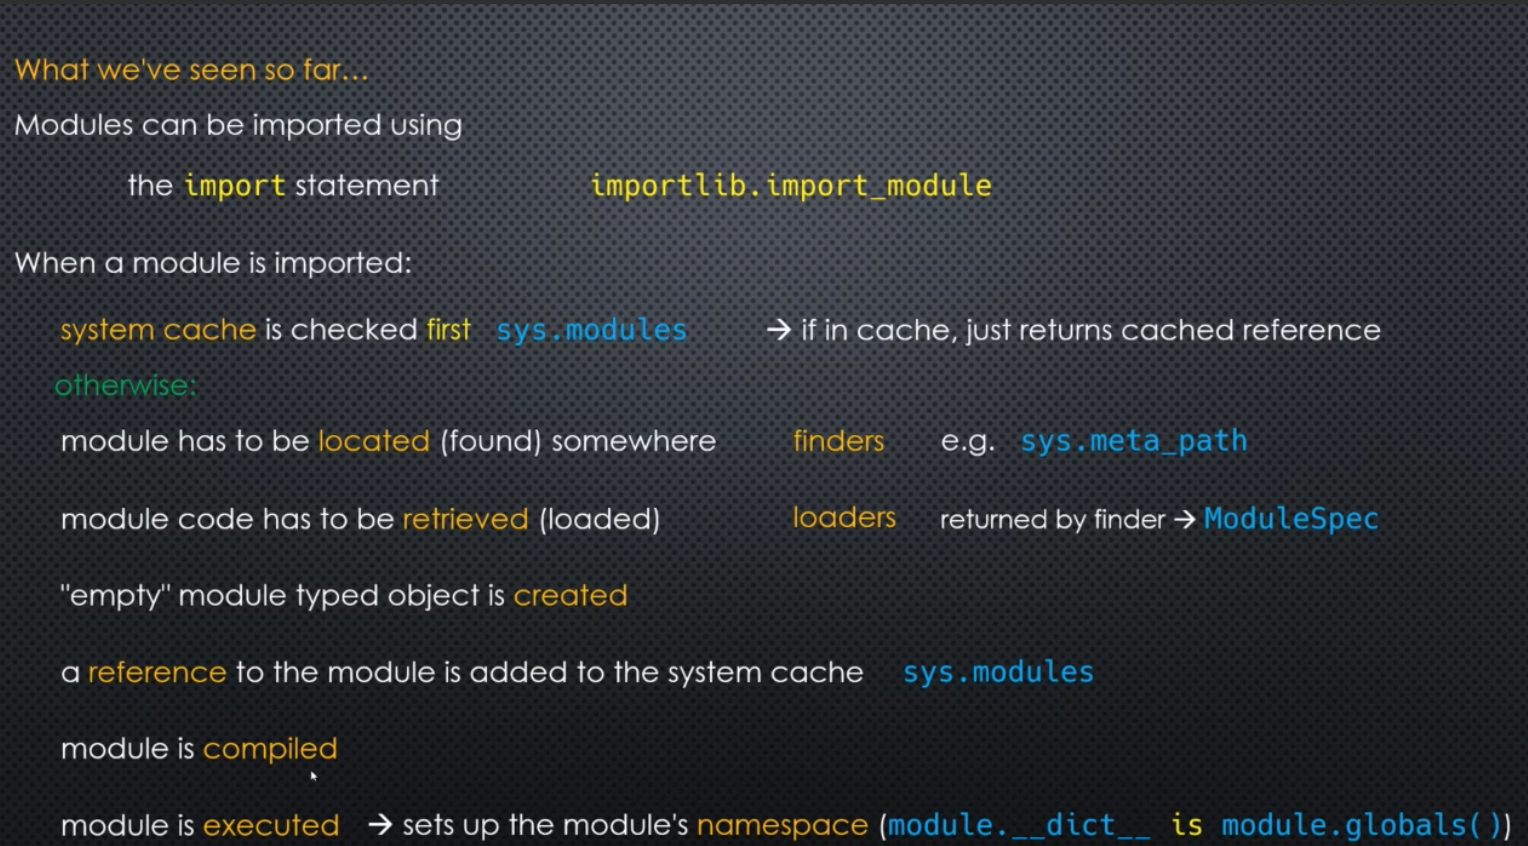 What we've seen so far...
Modules can be imported using
the import statement importlib.import_module
When a module is imported:
system cache is checked first sys.modules → if in cache, just returns cached reference
otherwise:
module has to be located (found) somewhere finders e.g. sys.meta_path
module code has to be retrieved (loaded) loaders returned by finder → ModuleSpec
"empty" module typed object is created
a reference to the module is added to the system cache sys.modules
module is compiled
module is executed → sets up the module's namespace (module.__dict__ is module.globals())